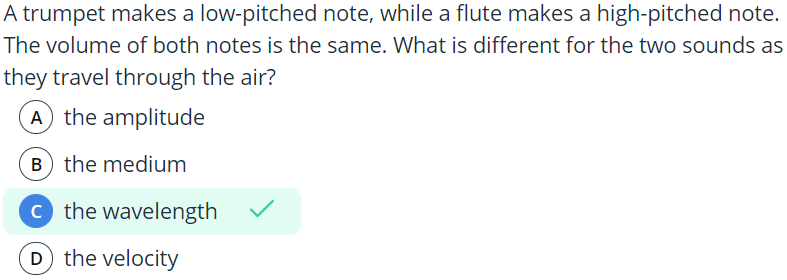 A trumpet makes a low-pitched note, while a flute makes a high-pitched note.
The volume of both notes is the same. What is different for the two sounds as
they travel through the air?
A the amplitude
B the medium
C the wavelength
D the velocity